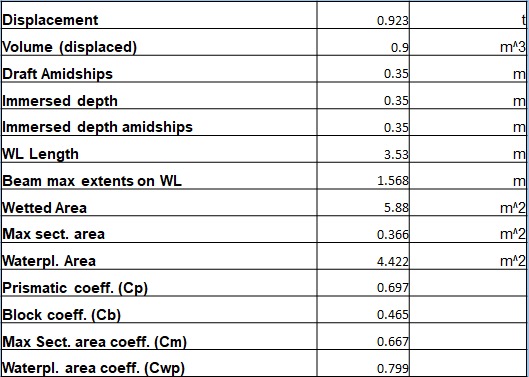 Displacement 0.923 t
Volume (displaced) 0.9 m^3
Draft Amidships 0.35 m
Immersed depth 0.35 m
Immersed depth amidships 0.35 m
WL Length 3.53 m
Beam max extents on WL 1.568 m
Wetted Area 5.88 m^2
Max sect. area 0.366 m^2
Waterpl. Area 4.422 m^2
Prismatic coeff. (Cp) 0.697
Block coeff. (Cb) 0.465
Max Sect. area coeff. (Cm) 0.667
Waterpl. area coeff. (Cwp) 0.799